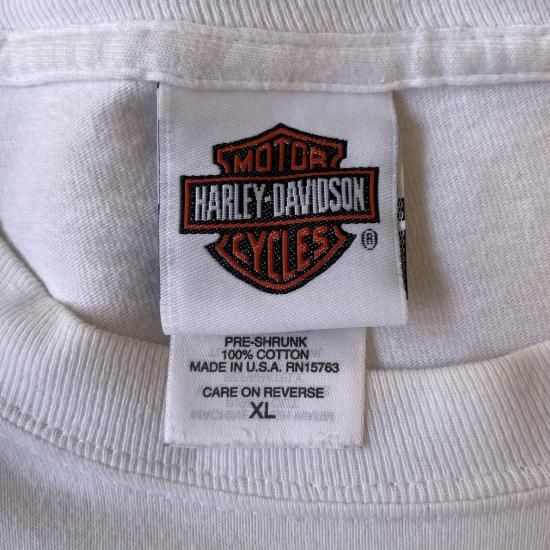 MOTOR
HARLEY-DAVIDSON
CYCLES
®
PRE-SHRUNK
100% COTTON
MADE IN U.S.A. RN15763
CARE ON REVERSE
XL